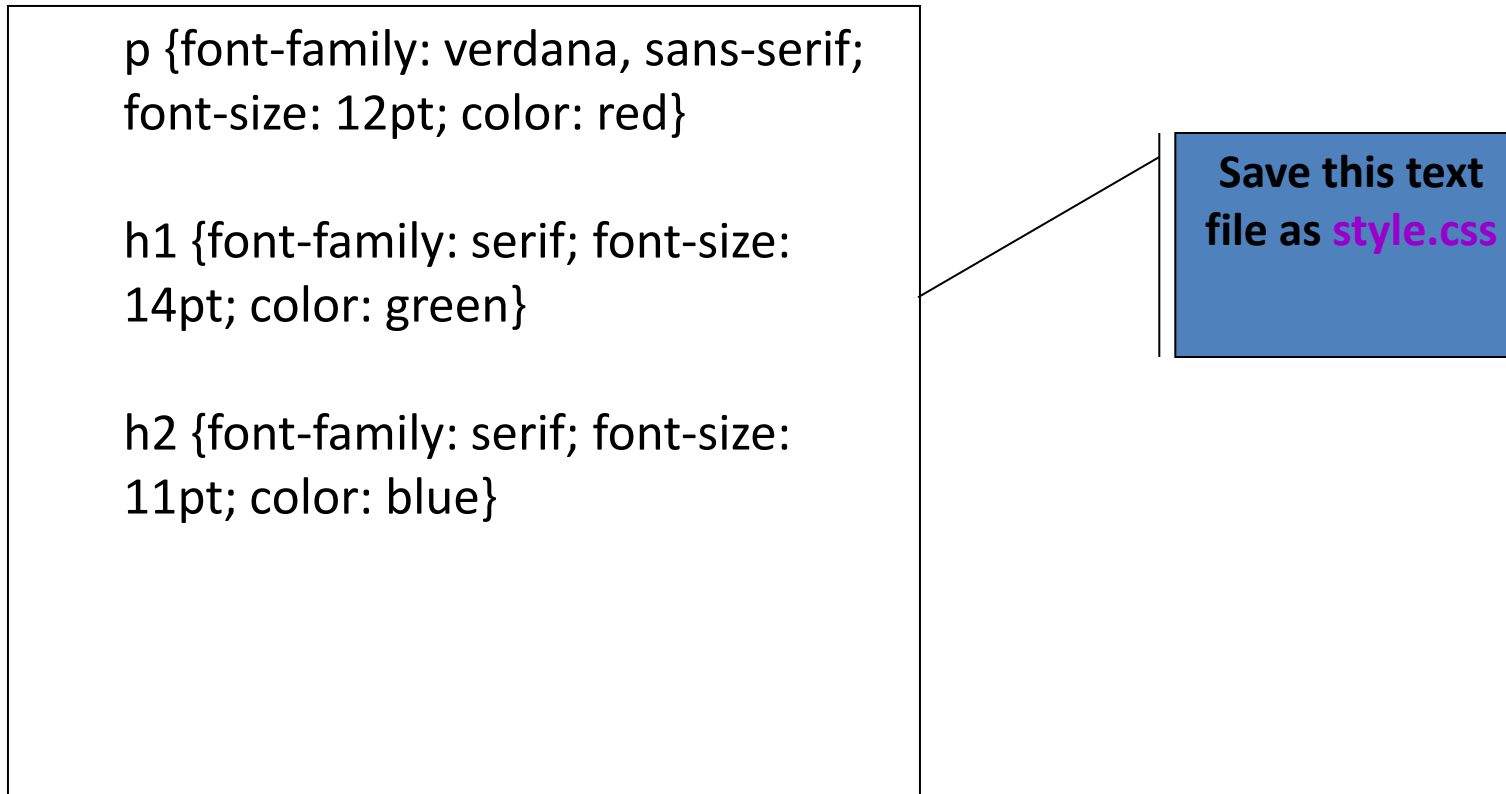 p {font-family: verdana, sans-serif;
font-size: 12pt; color: red}
h1 {font-family: serif; font-size:
14pt; color: green}
h2 {font-family: serif; font-size:
11pt; color: blue}
Save this text
file as style.css